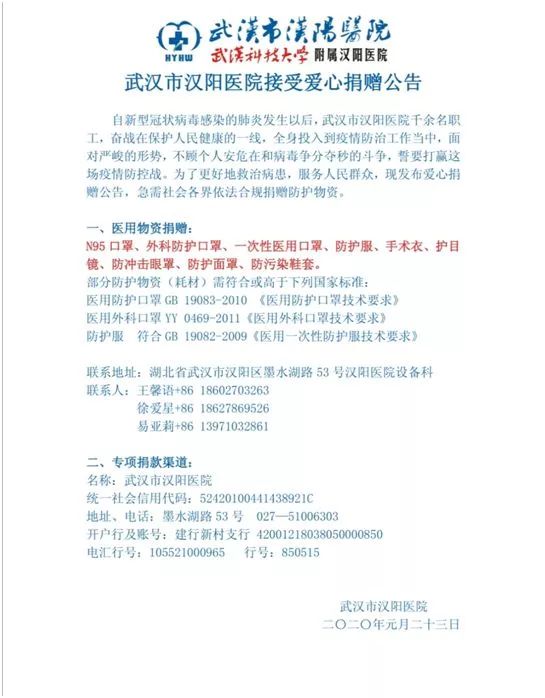 武漢市漢陽醫院
HYHW 武漢科技大学附属汉阳医院
武汉市汉阳医院接受爱心捐赠公告
自新型冠状病毒感染的肺炎发生以后，武汉市汉阳医院千余名职
工，奋战在保护人民健康的一线，全身投入到疫情防治工作当中，面
对严峻的形势，不顾个人安危在和病毒争分夺秒的斗争，誓要打赢这
场疫情防控战。为了更好地救治病患，服务人民群众，现发布爱心捐
赠公告，急需社会各界依法合规捐赠防护物资。
一、医用物资捐赠：
N95 口罩、外科防护口罩、一次性医用口罩、防护服、手术衣、护目
镜、防冲击眼罩、防护面罩、防污染鞋套。
部分防护物资（耗材）需符合或高于下列国家标准：
医用防护口罩 GB 19083-2010 《医用防护口罩技术要求》
医用外科口罩 YY 0469-2011 《医用外科口罩技术要求》
防护服 符合 GB 19082-2009《医用一次性防护服技术要求》
联系地址：湖北省武汉市汉阳区墨水湖路 53 号汉阳医院设备科
联系人：王馨语+86 18602703263
徐爱星+86 18627869526
易亚莉+86 13971032861
二、专项捐款渠道：
名称：武汉市汉阳医院
统一社会信用代码：52420100441438921C
地址、电话：墨水湖路 53 号 027—51006303
开户行及账号：建行新村支行 42001218038050000850
电汇行号：105521000965 行号：850515
武汉市汉阳医院
二〇二〇年元月二十三日